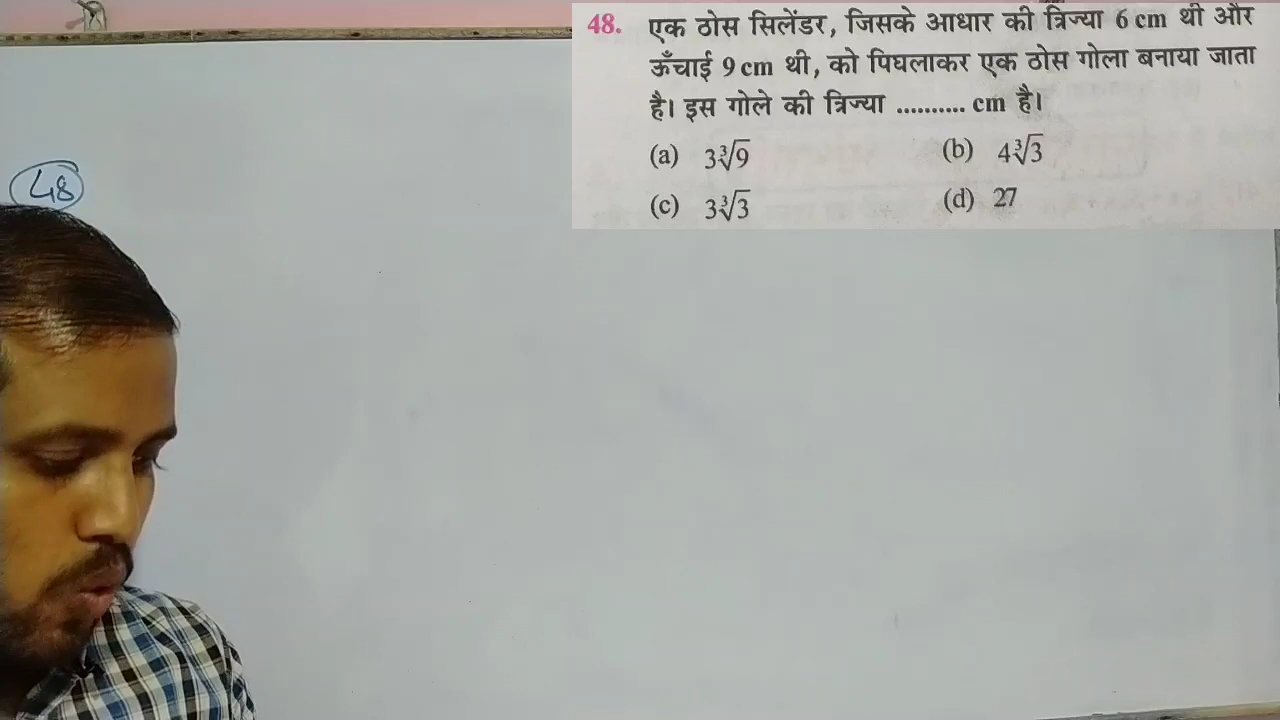 48. एक ठोस सिलेंडर, जिसके आधार की त्रिज्या 6 cm थी और
ऊँचाई 9 cm थी, को पिघलाकर एक ठोस गोला बनाया जाता
है। इस गोले की त्रिज्या .......... cm है।
(a) 3∛9 (b) 4∛3
(c) 3∛3 (d) 27
48